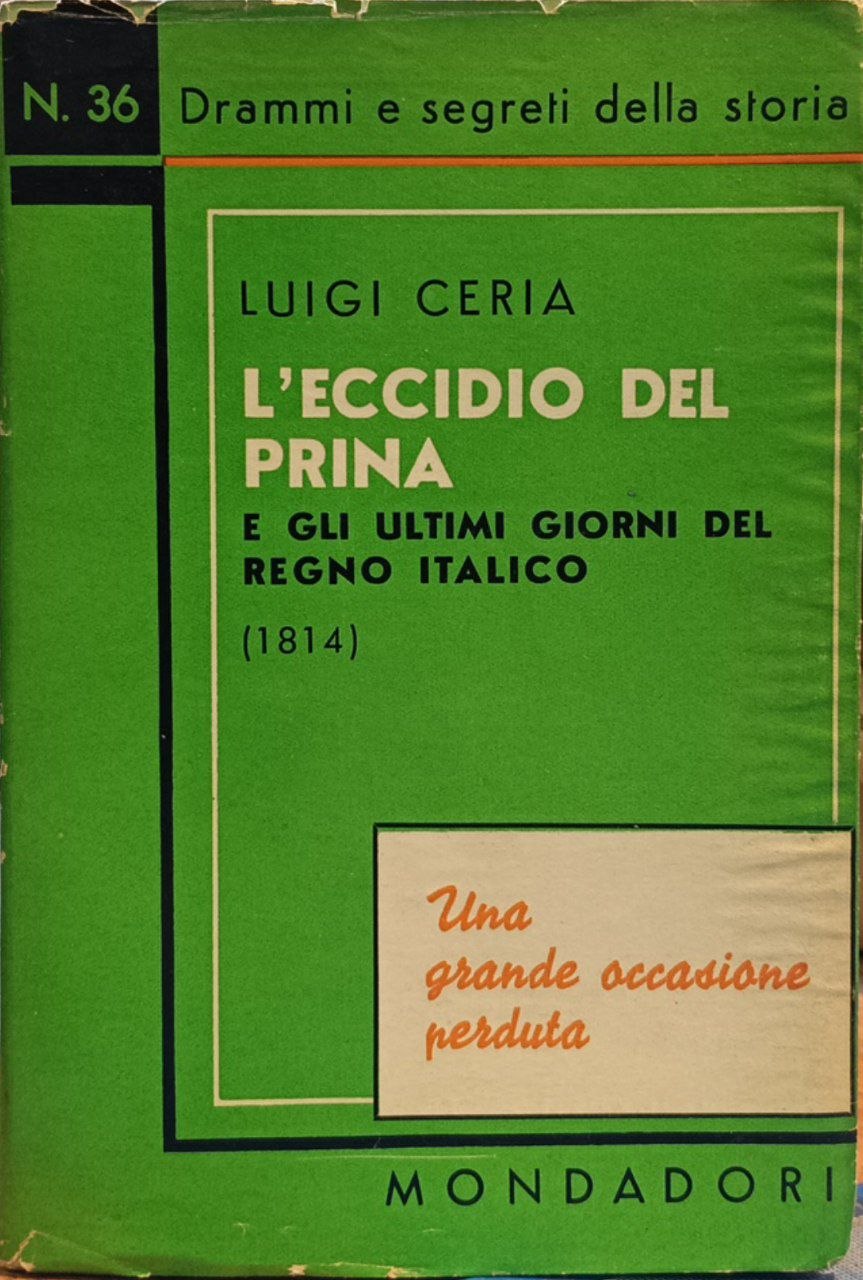 N. 36 Drammi e segreti della storia
LUIGI CERIA
L'ECCIDIO DEL
PRINA
E GLI ULTIMI GIORNI DEL
REGNO ITALICO
(1814)
Una
grande occasione
perduta
MONDADORI